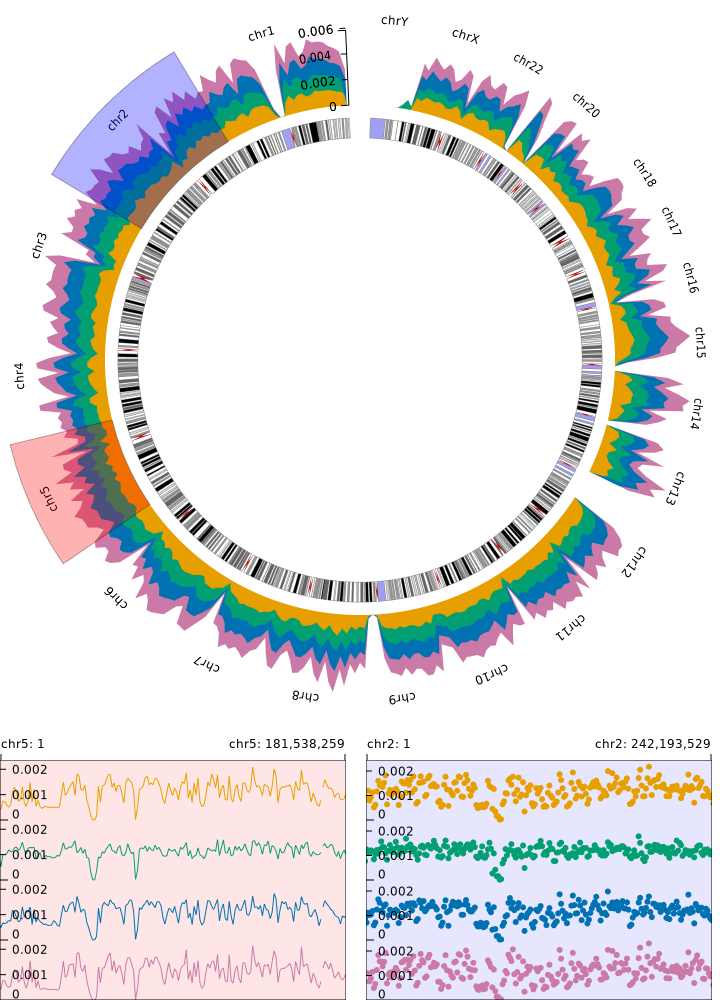 chr1
0.006
0.004
0.002
0
chrY
chrX
chr22
chr20
chr18
chr17
chr16
chr15
chr14
chr13
chr12
chr11
chr10
chr9
chr8
chr7
chr6
chr5
chr4
chr3
chr2
chr5: 1
chr5: 181,538,259
0.002
0.001
0
0.002
0.001
0
0.002
0.001
0
0.002
0.001
0
chr2: 1
chr2: 242,193,529
0.002
0.001
0
0.002
0.001
0
0.002
0.001
0
0.002
0.001
0